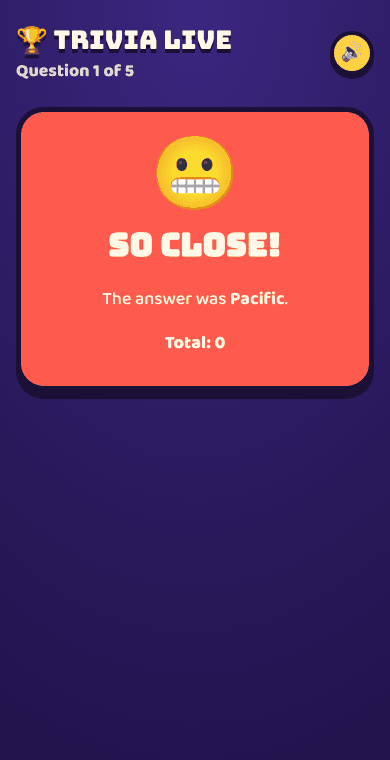 TRIVIA LIVE
Question 1 of 5
SO CLOSE!
The answer was Pacific.
Total: 0